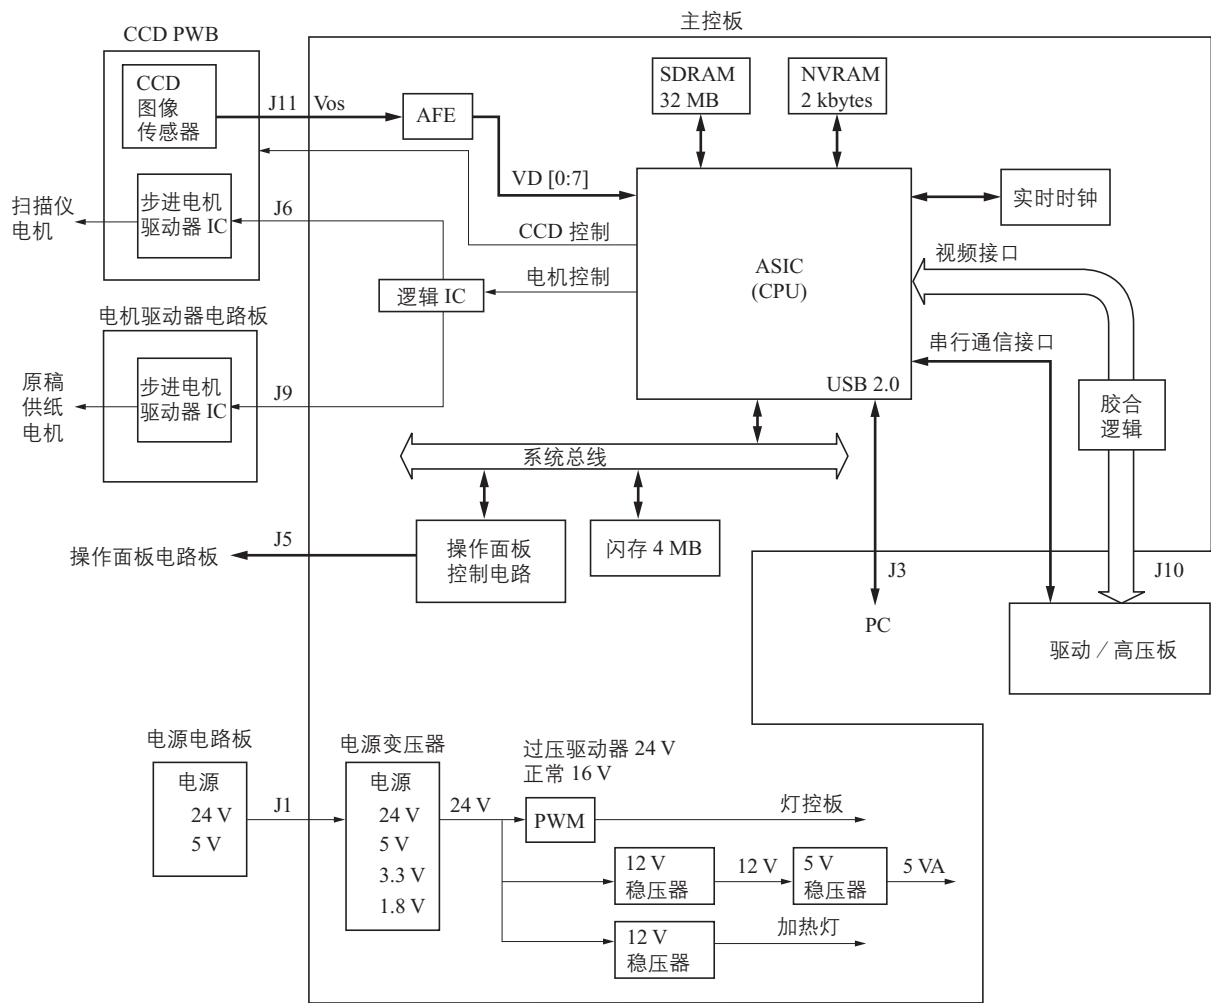 主控板
CCD PWB
CCD
图像
传感器
J11
Vos
AFE
SDRAM
32 MB
NVRAM
2 kbytes
VD [0:7]
扫描仪
电机
步进电机
驱动器 IC
J6
CCD 控制
电机控制
逻辑 IC
ASIC
(CPU)
USB 2.0
实时时钟
视频接口
串行通信接口
胶合
逻辑
电机驱动器电路板
原稿
供纸
电机
步进电机
驱动器 IC
J9
系统总线
操作面板电路板
J5
操作面板
控制电路
闪存 4 MB
J3
PC
J10
驱动／高压板
电源电路板
电源
24 V
5 V
J1
电源变压器
电源
24 V
5 V
3.3 V
1.8 V
24 V
过压驱动器 24 V
正常 16 V
PWM
灯控板
12 V
稳压器
12 V
5 V
稳压器
5 VA
12 V
稳压器
加热灯